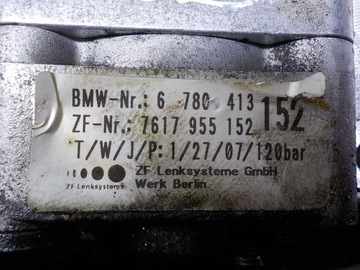 BMW-Nr.: 6 780 413 152
ZF-Nr: 7617 955 152
T/W/J/P: 1/27/07/120bar
ZF Lenksysteme GmbH
ZF Lenksysteme Werk Berlin